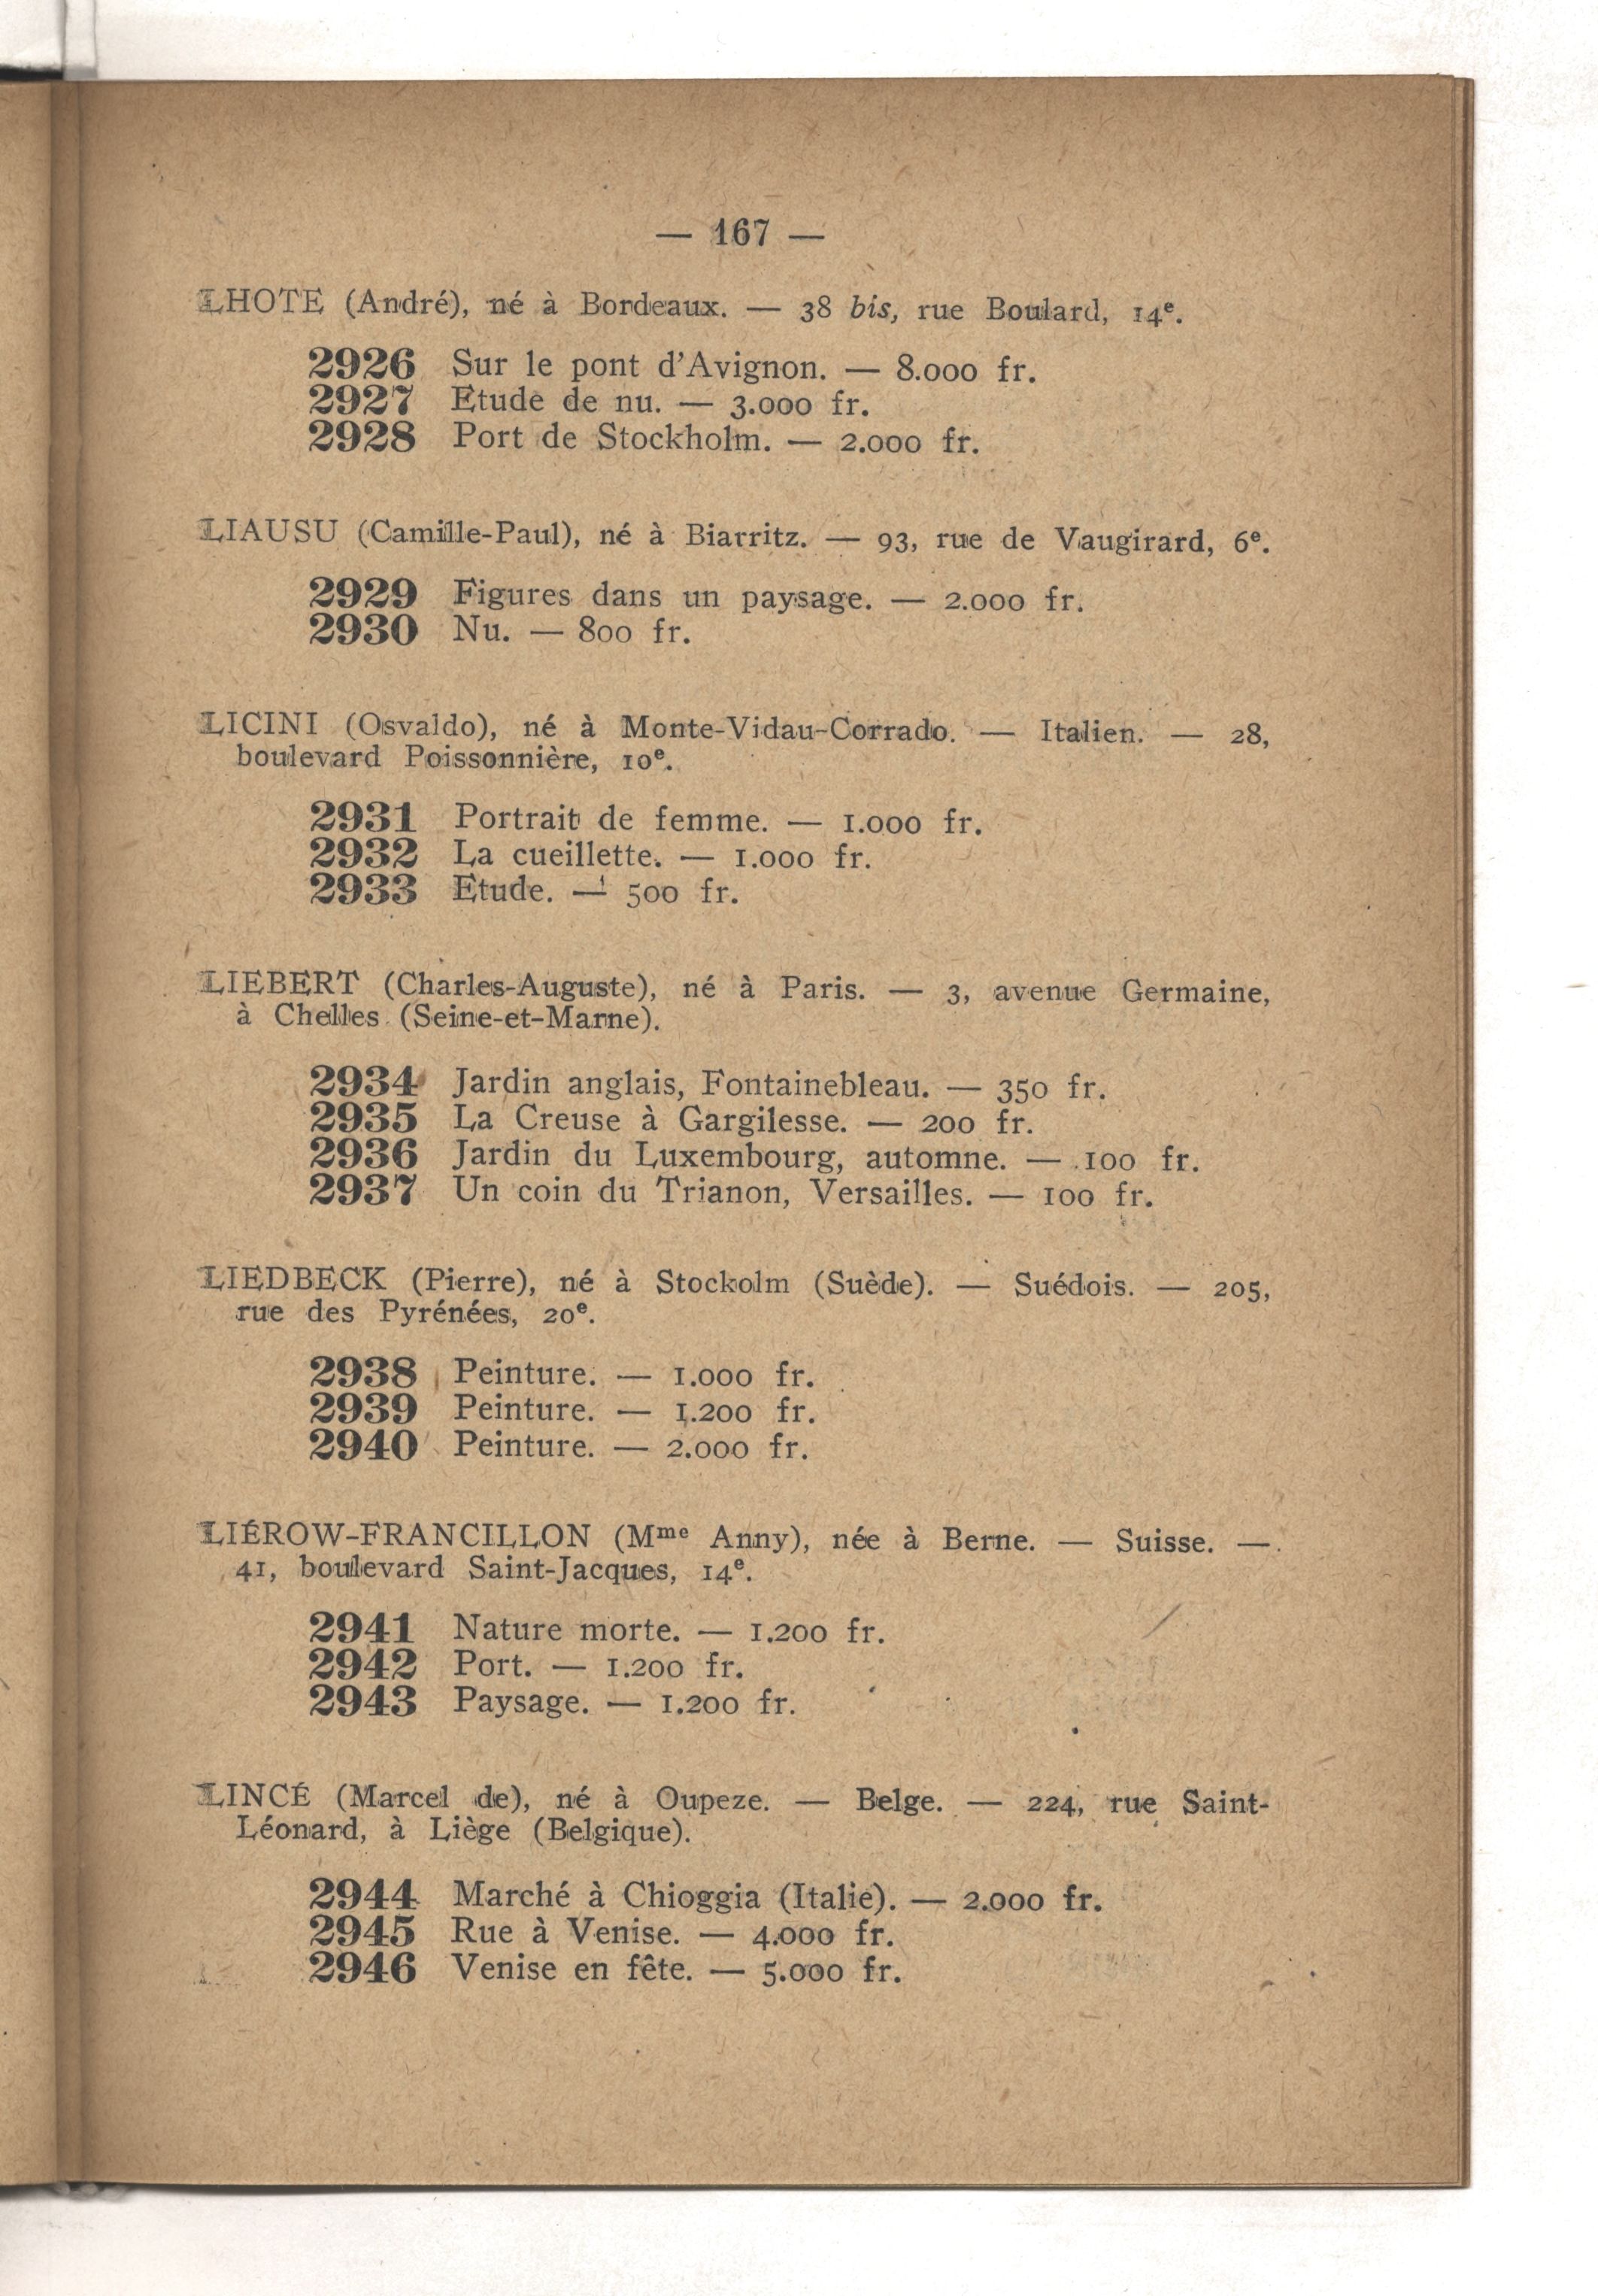 — 167 —
LHOTE (André), né à Bordeaux. — 38 bis, rue Boulard, 14e.
2926 Sur le pont d'Avignon. — 8.000 fr.
2927 Etude de nu. — 3.000 fr.
2928 Port de Stockholm. — 2.000 fr.
LIAUSU (Camille-Paul), né à Biarritz. — 93, rue de Vaugirard, 6e.
2929 Figures dans un paysage. — 2.000 fr.
2930 Nu. — 800 fr.
LICINI (Osvaldo), né à Monte-Vidau-Corrado. — Italien. — 28,
boulevard Poissonnière, 10e.
2931 Portrait de femme. — 1.000 fr.
2932 La cueillette. — 1.000 fr.
2933 Etude. — 500 fr.
LIEBERT (Charles-Auguste), né à Paris. — 3, avenue Germaine,
à Chelles (Seine-et-Marne).
2934 Jardin anglais, Fontainebleau. — 350 fr.
2935 La Creuse à Gargilesse. — 200 fr.
2936 Jardin du Luxembourg, automne. — 100 fr.
2937 Un coin du Trianon, Versailles. — 100 fr.
LIEDBECK (Pierre), né à Stockolm (Suède). — Suédois. — 205,
rue des Pyrénées, 20e.
2938 Peinture. — 1.000 fr.
2939 Peinture. — 1.200 fr.
2940 Peinture. — 2.000 fr.
LIÉROW-FRANCILLON (Mme Anny), née à Berne. — Suisse. —
41, boulevard Saint-Jacques, 14e.
2941 Nature morte. — 1.200 fr.
2942 Port. — 1.200 fr.
2943 Paysage. — 1.200 fr.
LINCÉ (Marcel de), né à Oupeze. — Belge. — 224, rue Saint-
Léonard, à Liège (Belgique).
2944 Marché à Chioggia (Italie). — 2.000 fr.
2945 Rue à Venise. — 4.000 fr.
2946 Venise en fête. — 5.000 fr.